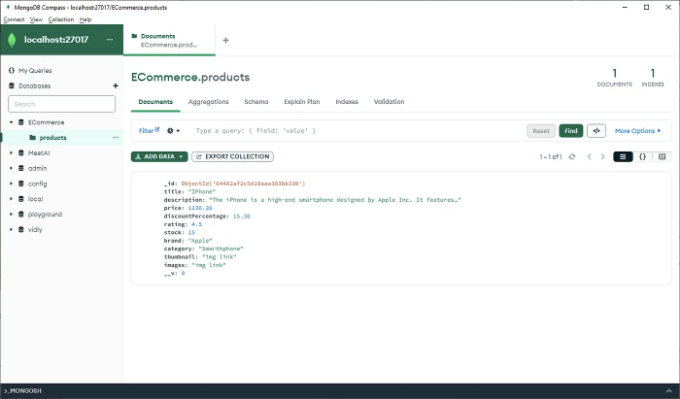 MongoDB Compass - localhost:27017/ECommerce.products
Connect View Collection Help
localhost:27017 ...
Documents
ECommerce.prod...
+
My Queries
Databases +
Search
ECommerce
products ...
MeetAI
admin
config
local
playground
vidly
ECommerce.products
1 DOCUMENTS 1 INDEXES
Documents Aggregations Schema Explain Plan Indexes Validation
Filter Type a query: { field: 'value' } Reset Find </> More Options
ADD DATA EXPORT COLLECTION 1-1 of 1 {}
title: "IPhone"
description: "The iPhone is a high-end smartphone designed by Apple Inc. It features…"
price: 1236.36
discountPercentage: 15.36
rating: 4.5
stock: 15
brand: "Apple"
category: "Smarthphone"
thumbnail: "img link"
images: "img link"
__v: 0
>_MONGOSH